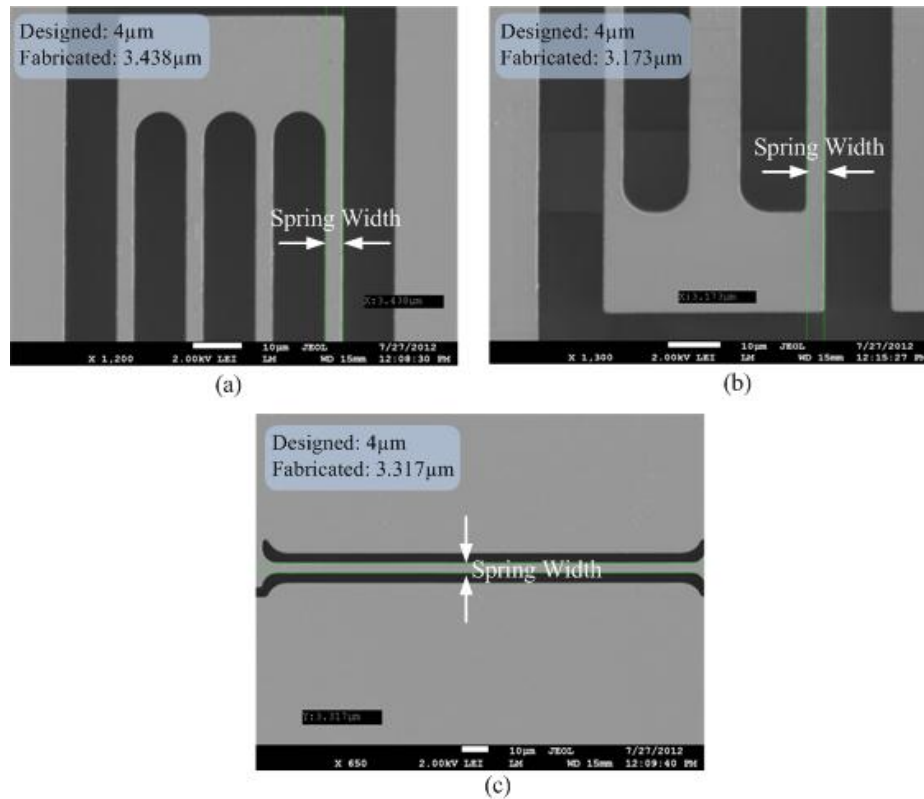 Designed: 4µm
Fabricated: 3.438µm
Spring Width
X:3.438µm
10µm JEOL 7/27/2012
X 1,200 2.00kV LEI LM WD 15mm 12:08:30 PM
(a)
Designed: 4µm
Fabricated: 3.173µm
Spring Width
X:3.173µm
10µm JEOL 7/27/2012
X 1,300 2.00kV LEI LM WD 15mm 12:15:27 PM
(b)
Designed: 4µm
Fabricated: 3.317µm
Spring Width
Y:3.317µm
10µm JEOL 7/27/2012
X 650 2.00kV LEI LM WD 15mm 12:09:40 PM
(c)